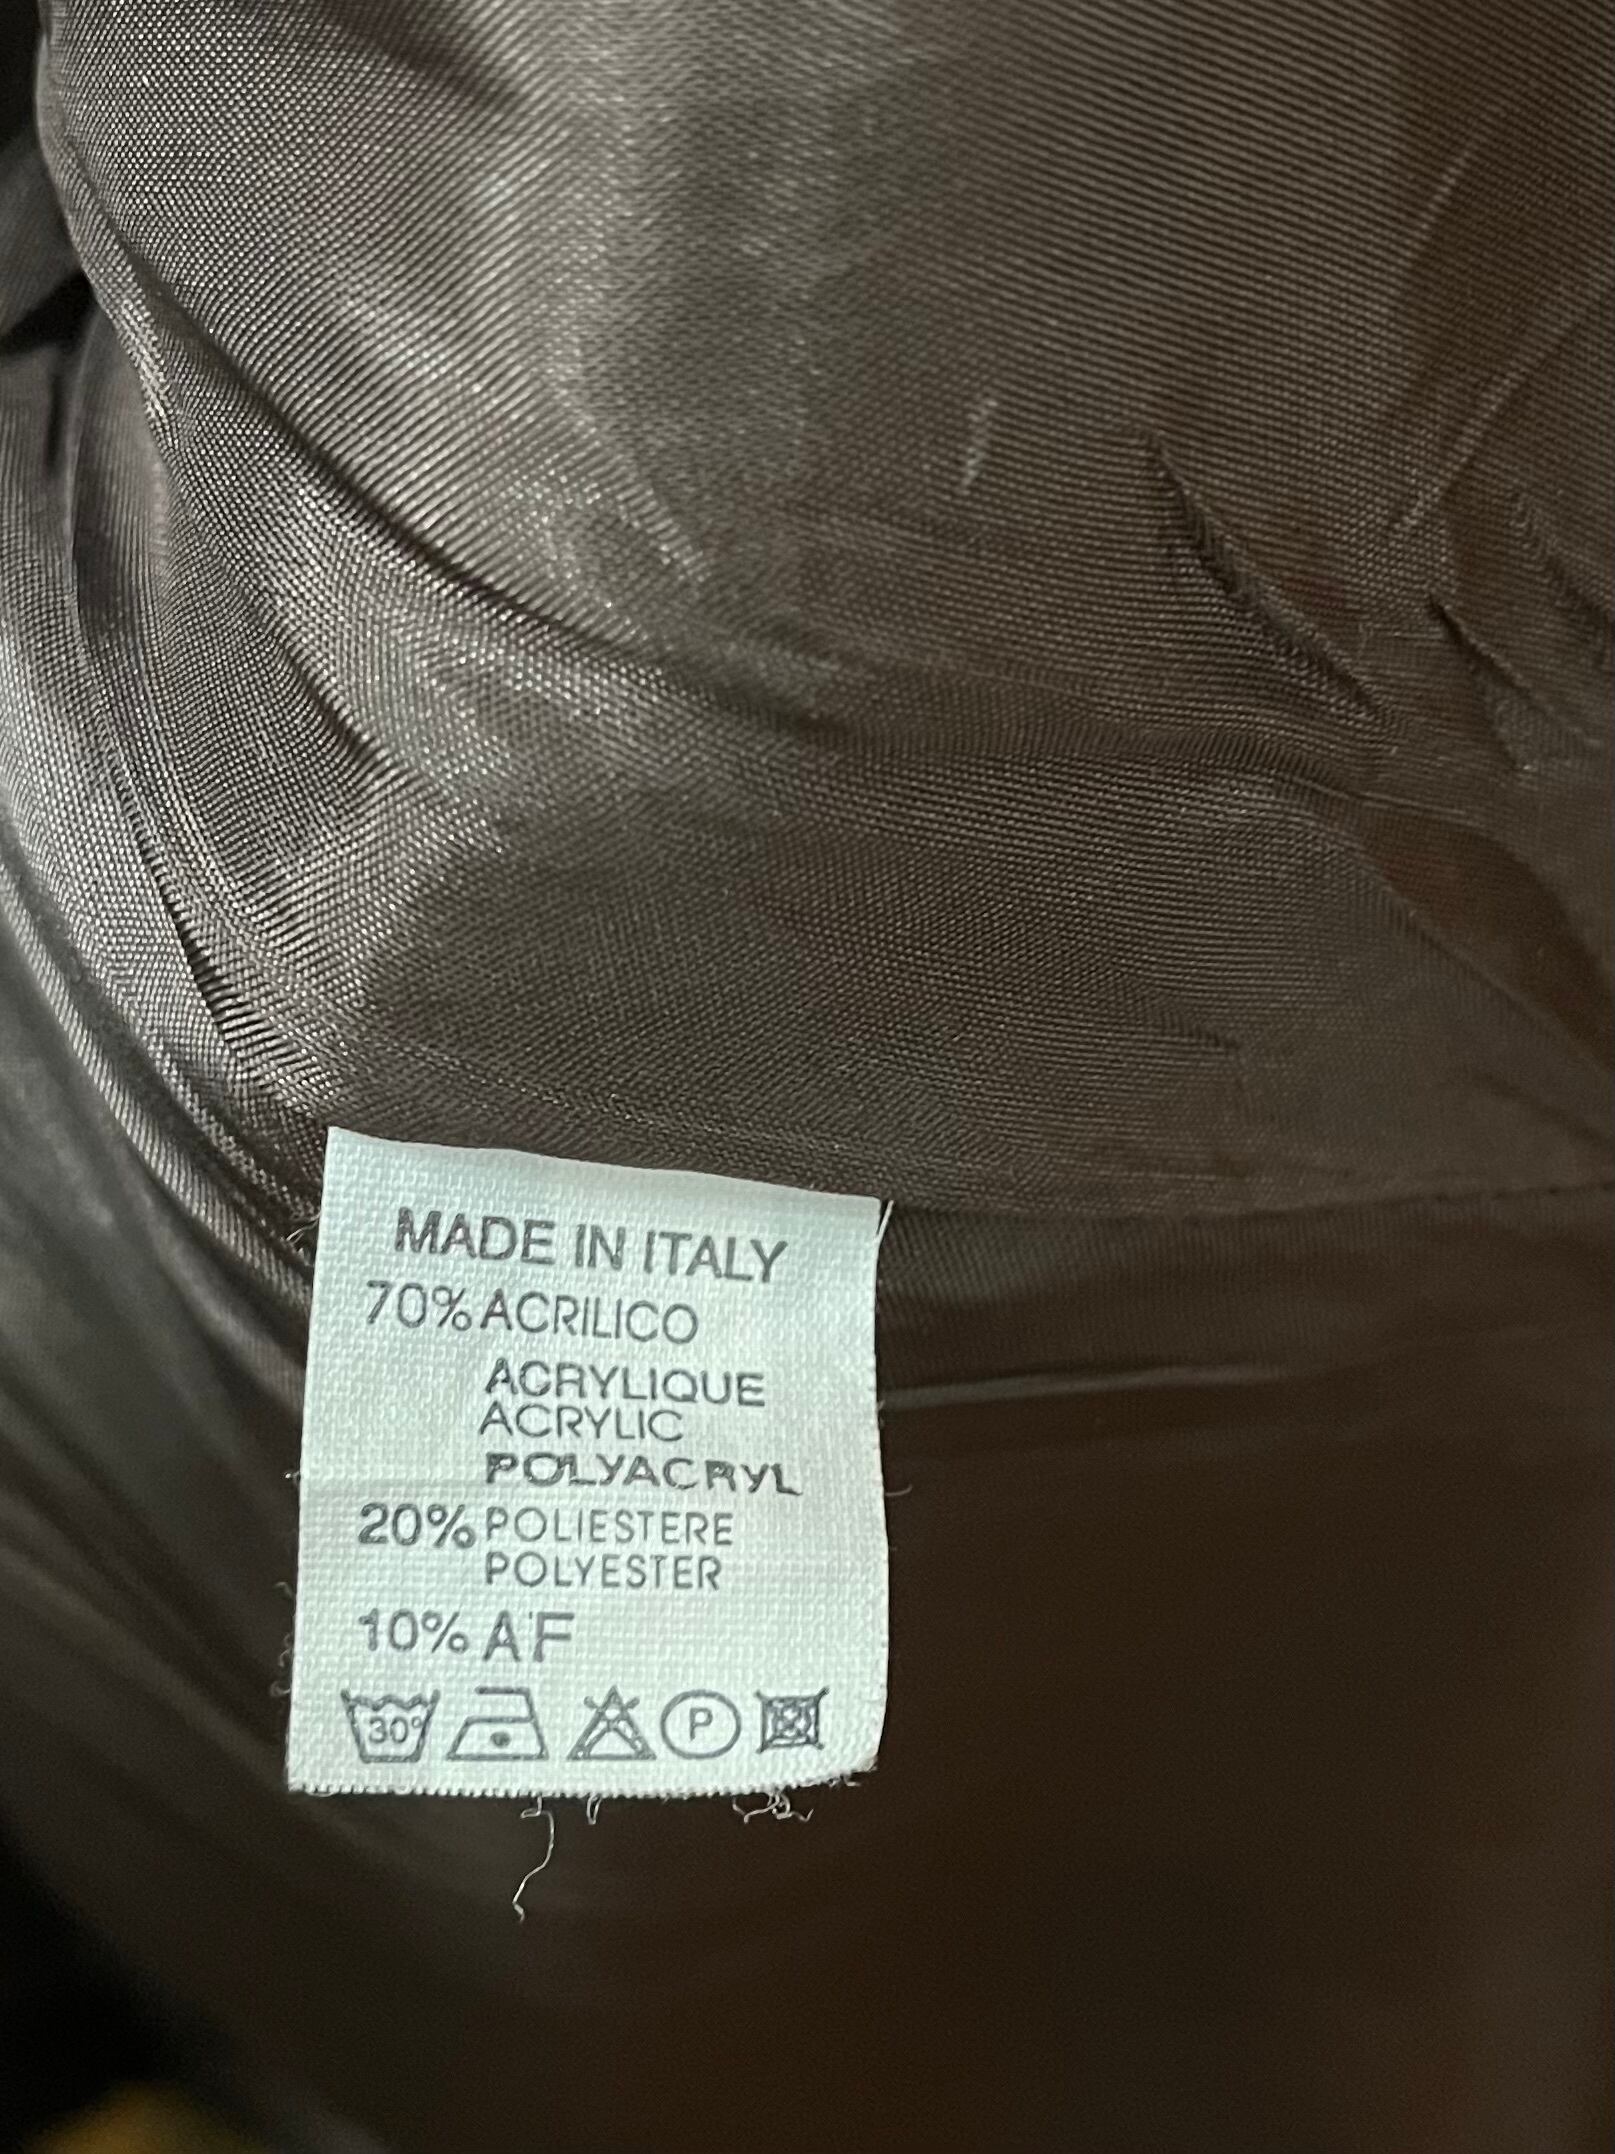 MADE IN ITALY
70% ACRILICO
ACRYLIQUE
ACRYLIC
POLYACRYL
20% POLIESTERE
POLYESTER
10% AF
30° P